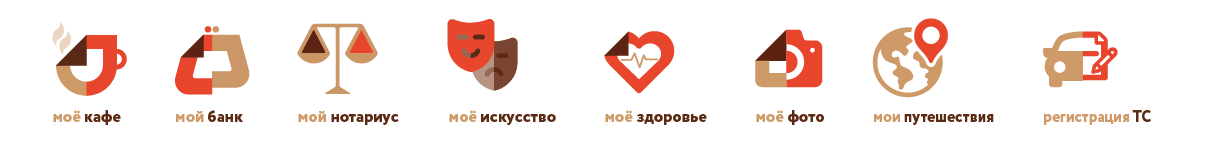 моё кафе
мой банк
мой нотариус
моё искусство
моё здоровье
моё фото
мои путешествия
регистрация ТС